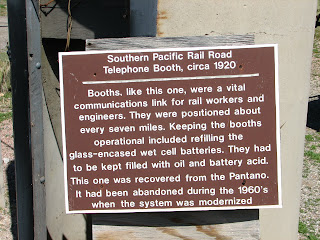 Southern Pacific Rail Road
Telephone Booth, circa 1920
Booths, like this one, were a vital
communications link for rail workers and
engineers. They were positioned about
every seven miles. Keeping the booths
operational included refilling the
glass-encased wet cell batteries. They had
to be kept filled with oil and battery acid.
This one was recovered from the Pantano.
It had been abandoned during the 1960's
when the system was modernized